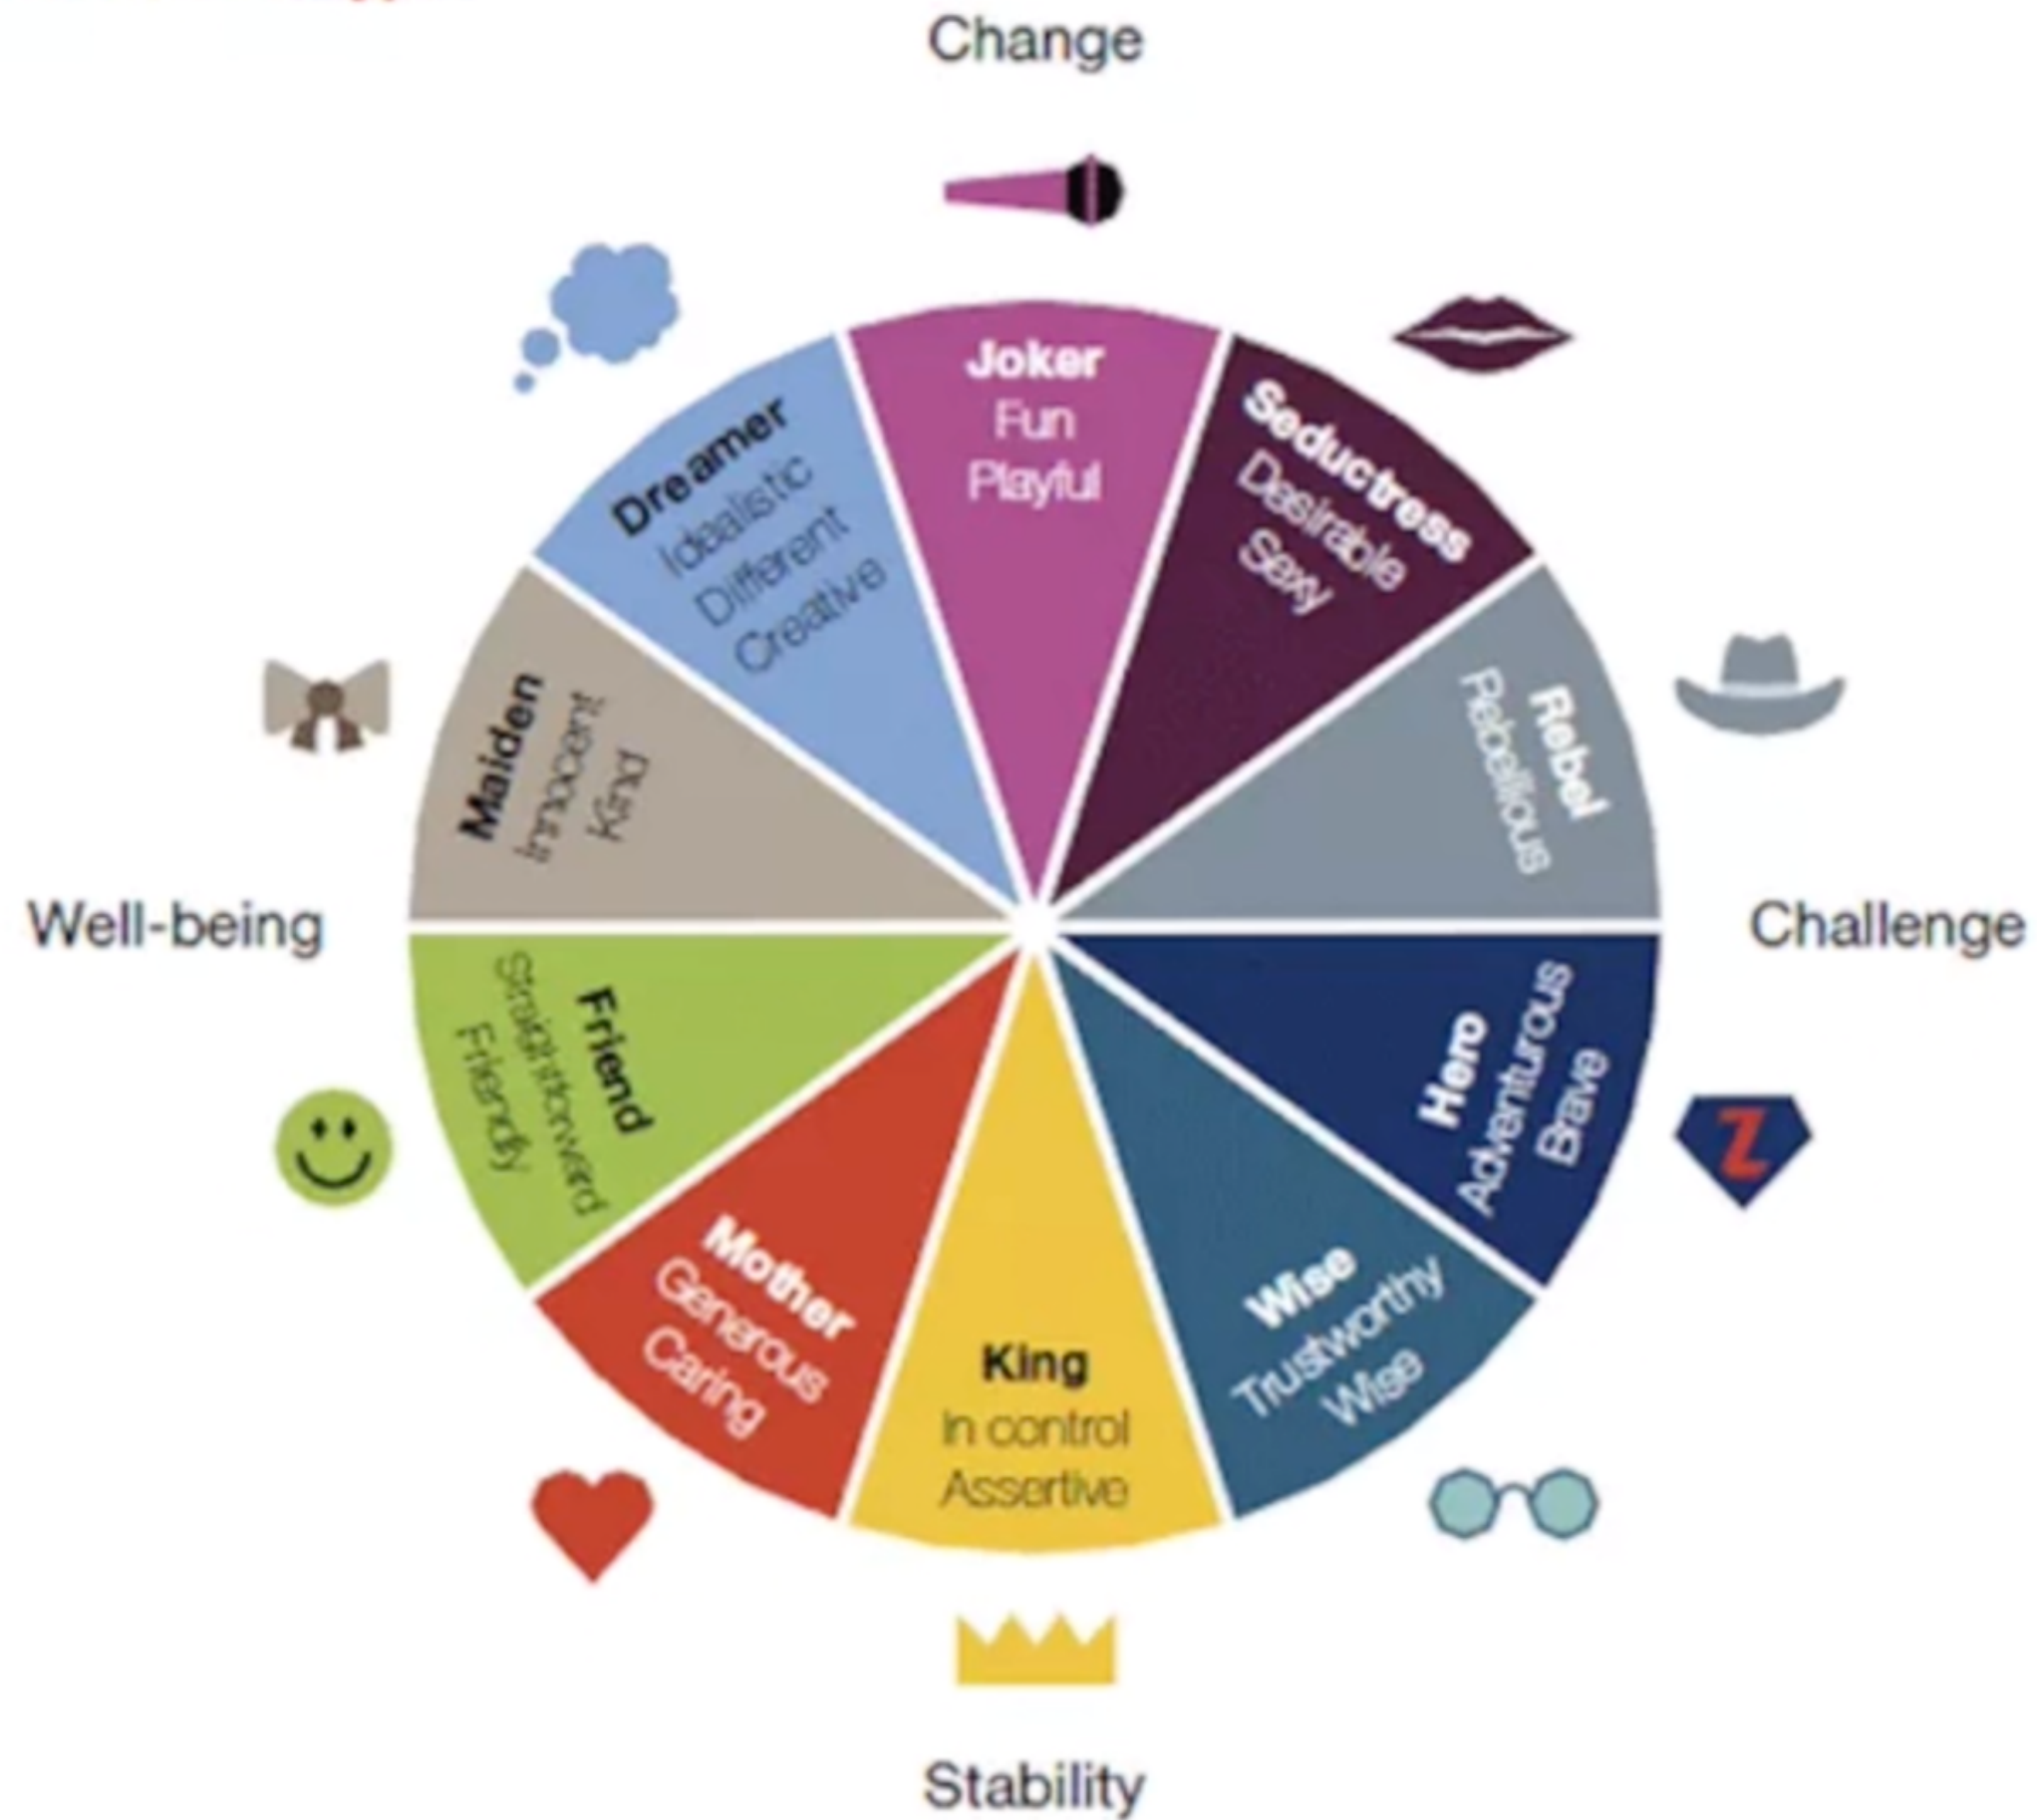 Change
Joker
Fun
Playful
Seductress
Desirable
Sexy
Rebel
Rebellious
Challenge
Hero
Adventurous
Brave
Wise
Trustworthy
Wise
King
In control
Assertive
Stability
Mother
Generous
Caring
Friend
Straightforward
Friendly
Well-being
Maiden
Innocent
Kind
Dreamer
Idealistic
Different
Creative
Z